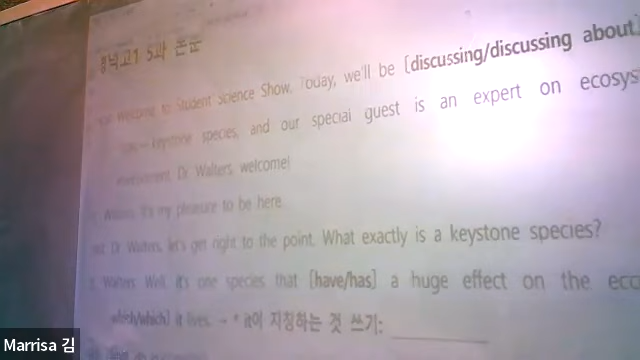 고1 5과 본문
Welcome to Student Science Show. Today, we'll be [discussing/discussing about]
keystone species, and our special guest is an expert on ecosys
Dr. Walters, welcome!
It's my pleasure to be here.
Dr. Walters, let's get right to the point. What exactly is a keystone species?
Walters: Well, it's one species that [have/has] a huge effect on the eco
which] it lives. → * it이 지칭하는 것 쓰기:
Marrisa 김